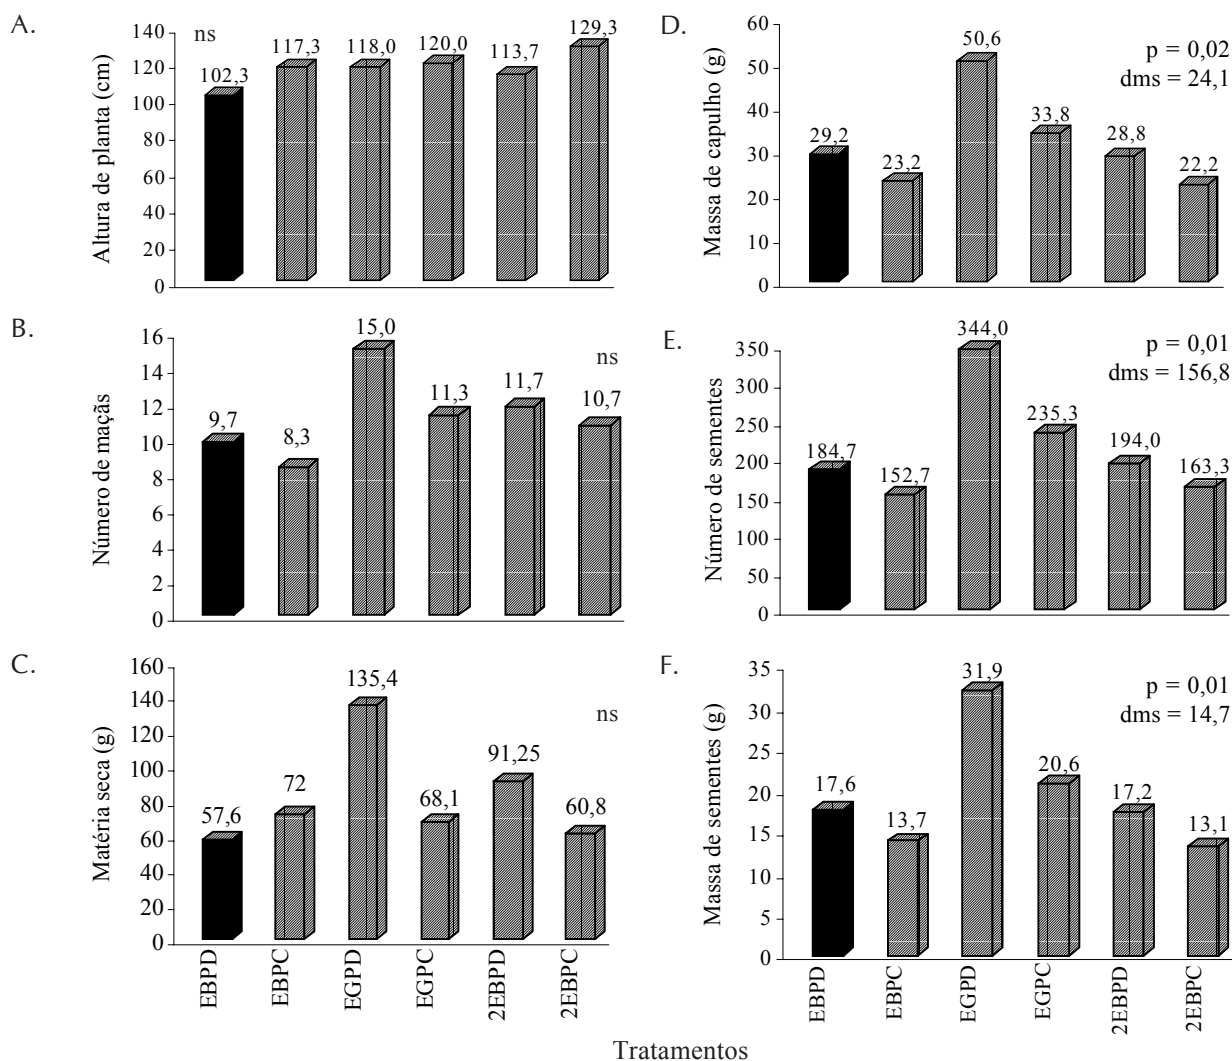 A.
ns
Altura de planta (cm)
140
120
100
80
60
40
20
0
102,3
117,3
118,0
120,0
113,7
129,3
B.
ns
Número de maçãs
16
14
12
10
8
6
4
2
0
9,7
8,3
15,0
11,3
11,7
10,7
C.
ns
Matéria seca (g)
160
140
120
100
80
60
40
20
0
57,6
72
135,4
68,1
91,25
60,8
EBPD
EBPC
EGPD
EGPC
2EBPD
2EBPC
D.
p = 0,02
dms = 24,1
Massa de capulho (g)
60
50
40
30
20
10
0
29,2
23,2
50,6
33,8
28,8
22,2
E.
p = 0,01
dms = 156,8
Número de sementes
350
300
250
200
150
100
50
0
184,7
152,7
344,0
235,3
194,0
163,3
F.
p = 0,01
dms = 14,7
Massa de sementes (g)
35
30
25
20
15
10
5
0
17,6
13,7
31,9
20,6
17,2
13,1
EBPD
EBPC
EGPD
EGPC
2EBPD
2EBPC
Tratamentos